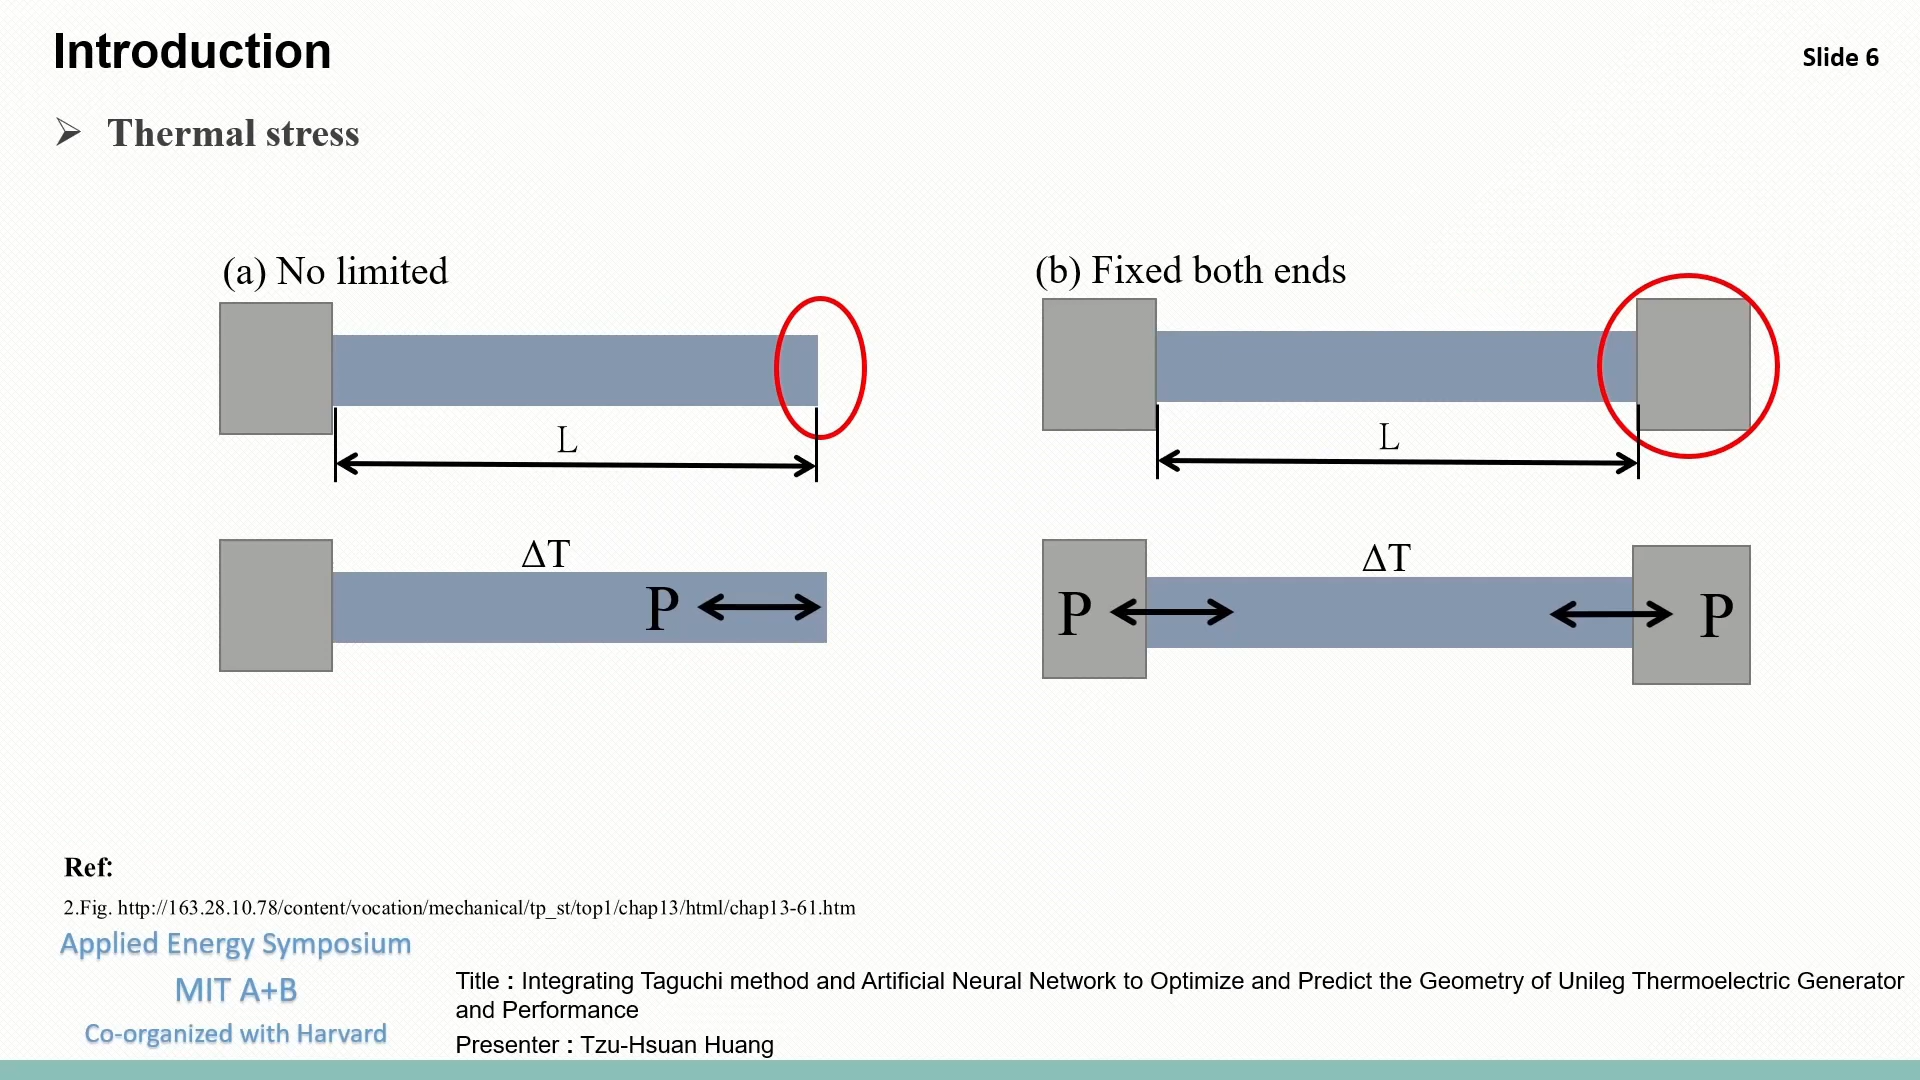 Introduction
Slide 6
➢ Thermal stress
(a) No limited
(b) Fixed both ends
L
L
ΔT
ΔT
P
P
P
Ref:
2.Fig. http://163.28.10.78/content/vocation/mechanical/tp_st/top1/chap13/html/chap13-61.htm
Applied Energy Symposium
MIT A+B
Co-organized with Harvard
Title : Integrating Taguchi method and Artificial Neural Network to Optimize and Predict the Geometry of Unileg Thermoelectric Generator
and Performance
Presenter : Tzu-Hsuan Huang